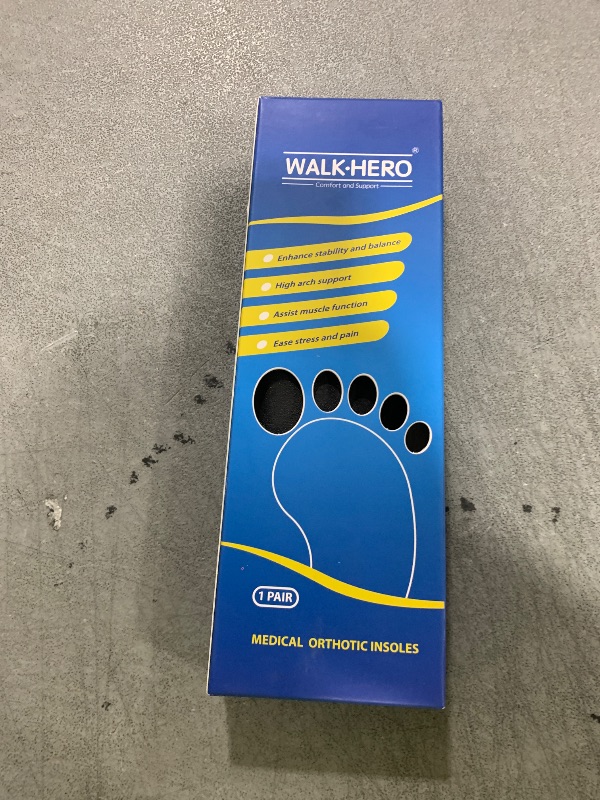 WALK·HERO®
Comfort and Support
Enhance stability and balance
High arch support
Assist muscle function
Ease stress and pain
1 PAIR
MEDICAL ORTHOTIC INSOLES